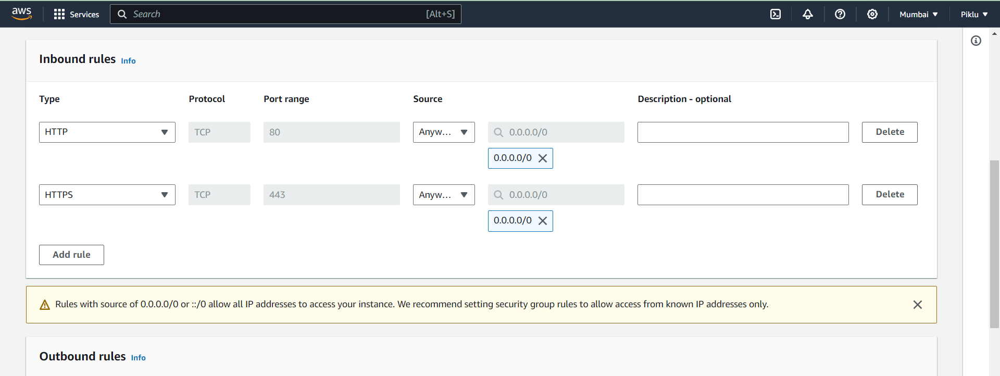 aws Services Search [Alt+S] Mumbai Piklu
Inbound rules Info
Type Protocol Port range Source Description - optional
HTTP TCP 80 Anyw... 0.0.0.0/0 Delete
0.0.0.0/0
HTTPS TCP 443 Anyw... 0.0.0.0/0 Delete
0.0.0.0/0
Add rule
Rules with source of 0.0.0.0/0 or ::/0 allow all IP addresses to access your instance. We recommend setting security group rules to allow access from known IP addresses only.
Outbound rules Info